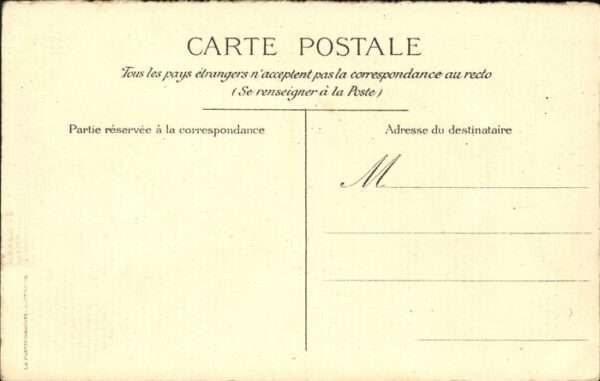 CARTE POSTALE
Tous les pays étrangers n'acceptent pas la correspondance au recto
(Se renseigner à la Poste)
Partie réservée à la correspondance
Adresse du destinataire
M